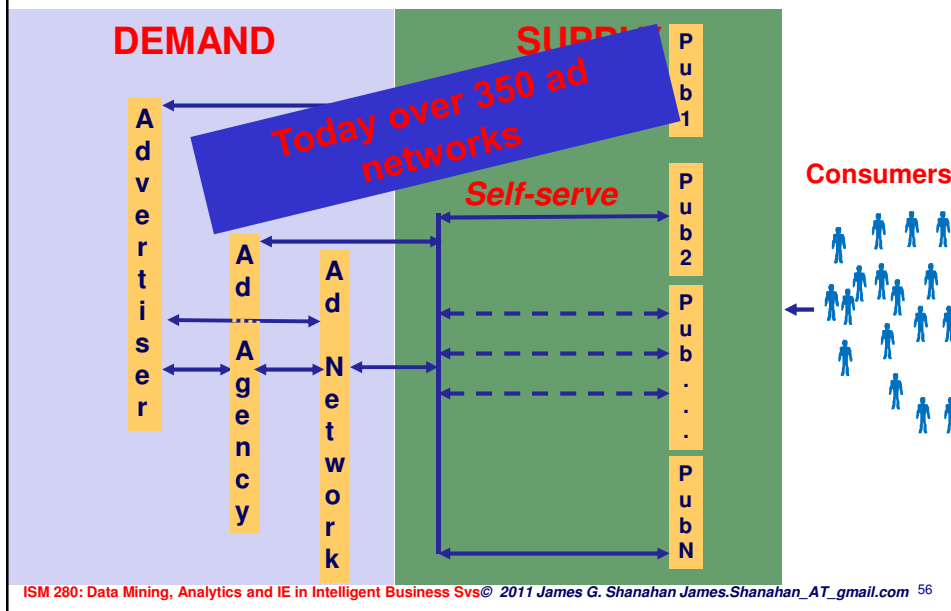 DEMAND
Today over 350 ad
networks
Self-serve
Consumers
Advertiser
Ad ... Agency
Ad Network
Pub1
Pub2
Pub...
PubN
ISM 280: Data Mining, Analytics and IE in Intelligent Business Svs© 2011 James G. Shanahan James.Shanahan_AT_gmail.com 56